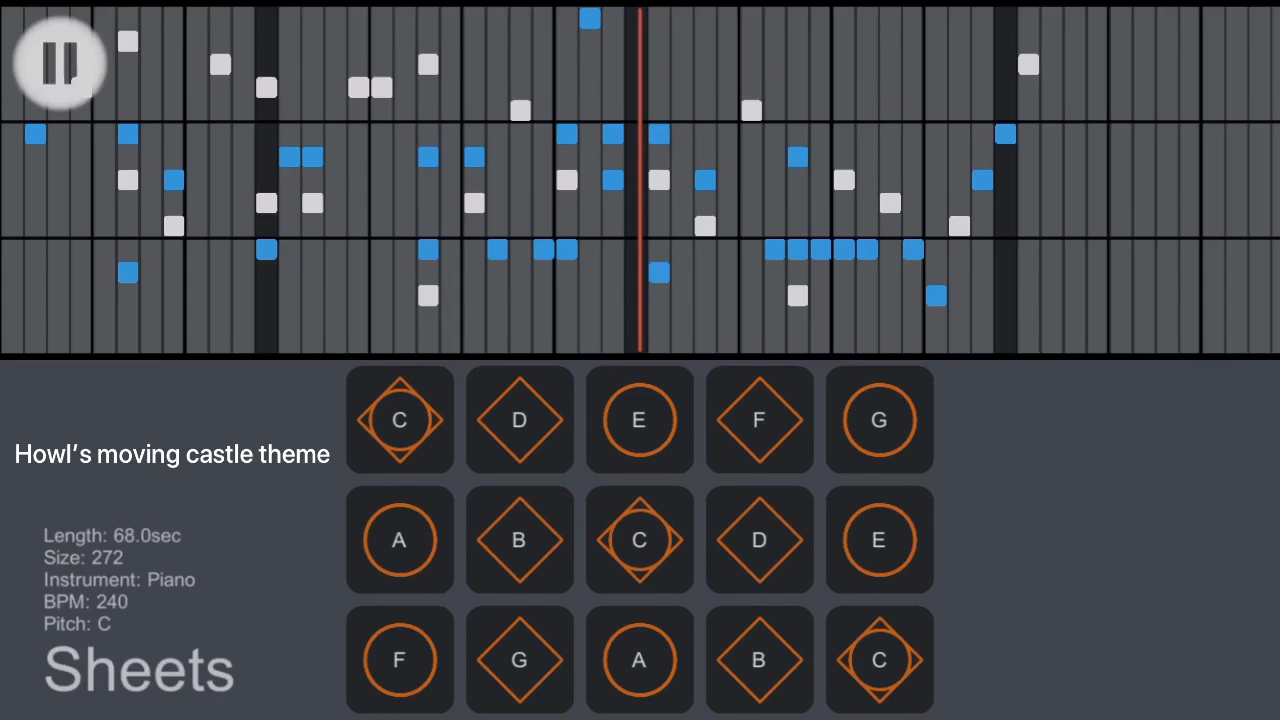 C D E F G
Howl's moving castle theme
A B C D E
Length: 68.0sec
Size: 272
Instrument: Piano
BPM: 240
Pitch: C
F G A B C
Sheets